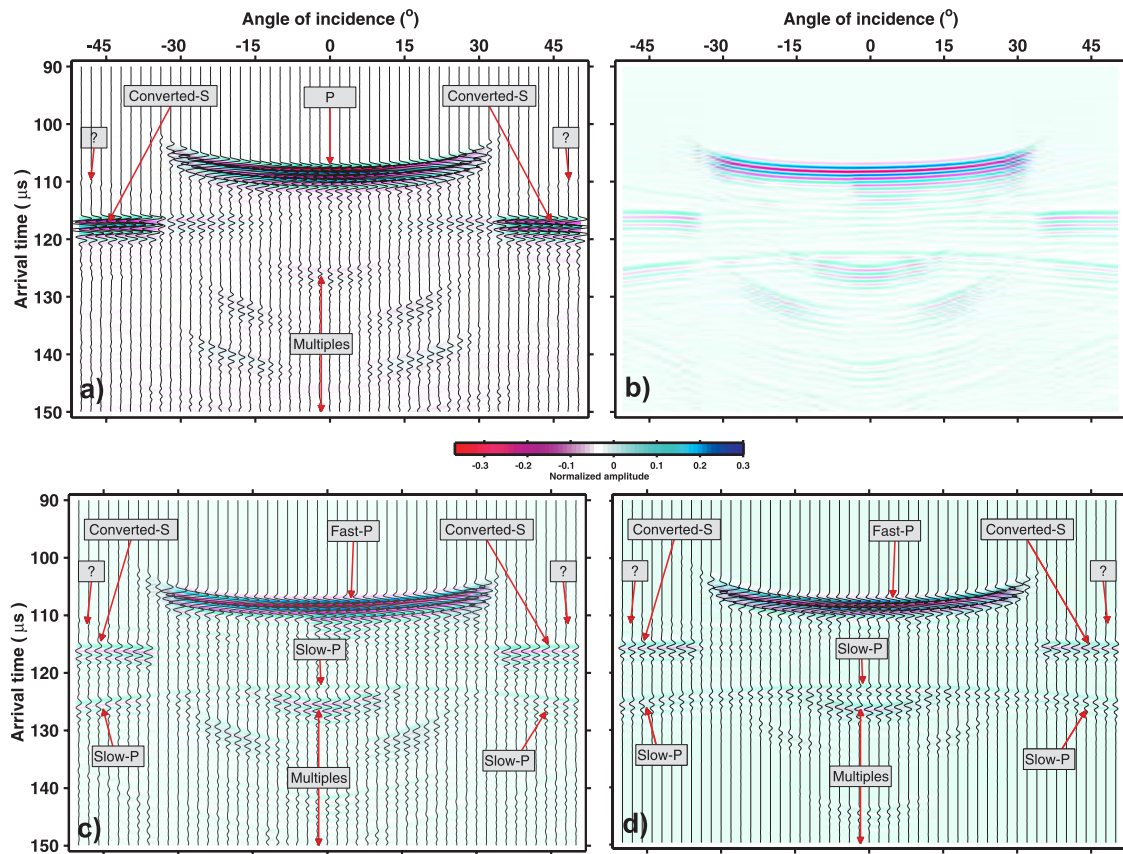 Angle of incidence (o)
Angle of incidence (o)
-45 -30 -15 0 15 30 45
-45 -30 -15 0 15 30 45
90
100
110
120
130
140
150
Arrival time ( μs )
Converted-S
P
Converted-S
?
?
Multiples
a)
b)
-0.3 -0.2 -0.1 0 0.1 0.2 0.3
Normalized amplitude
90
100
110
120
130
140
150
Arrival time ( μs )
Converted-S
Fast-P
Converted-S
?
?
Slow-P
Slow-P
Slow-P
Multiples
c)
Converted-S
Fast-P
Converted-S
?
?
Slow-P
Slow-P
Slow-P
Multiples
d)